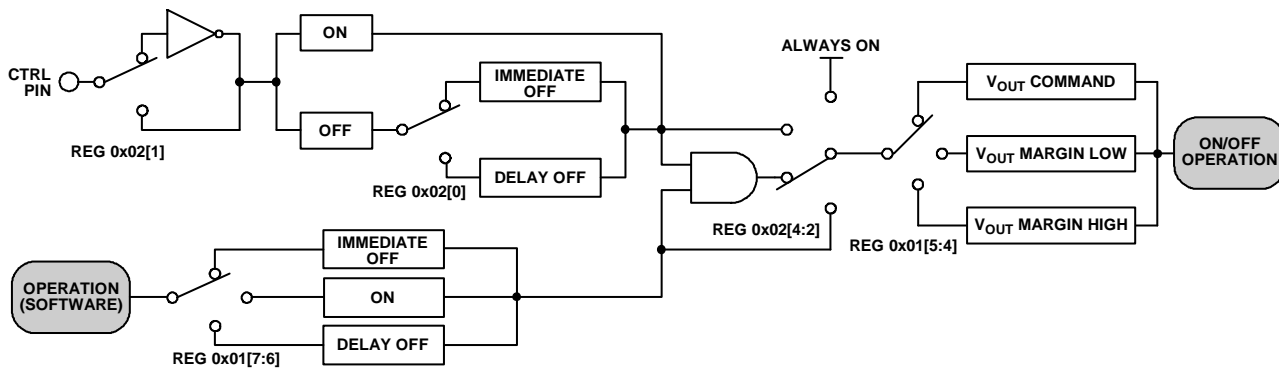 CTRL
PIN
REG 0x02[1]
ON
OFF
IMMEDIATE
OFF
DELAY OFF
REG 0x02[0]
ALWAYS ON
REG 0x02[4:2]
VOUT COMMAND
VOUT MARGIN LOW
VOUT MARGIN HIGH
REG 0x01[5:4]
ON/OFF
OPERATION
OPERATION
(SOFTWARE)
IMMEDIATE
OFF
ON
DELAY OFF
REG 0x01[7:6]